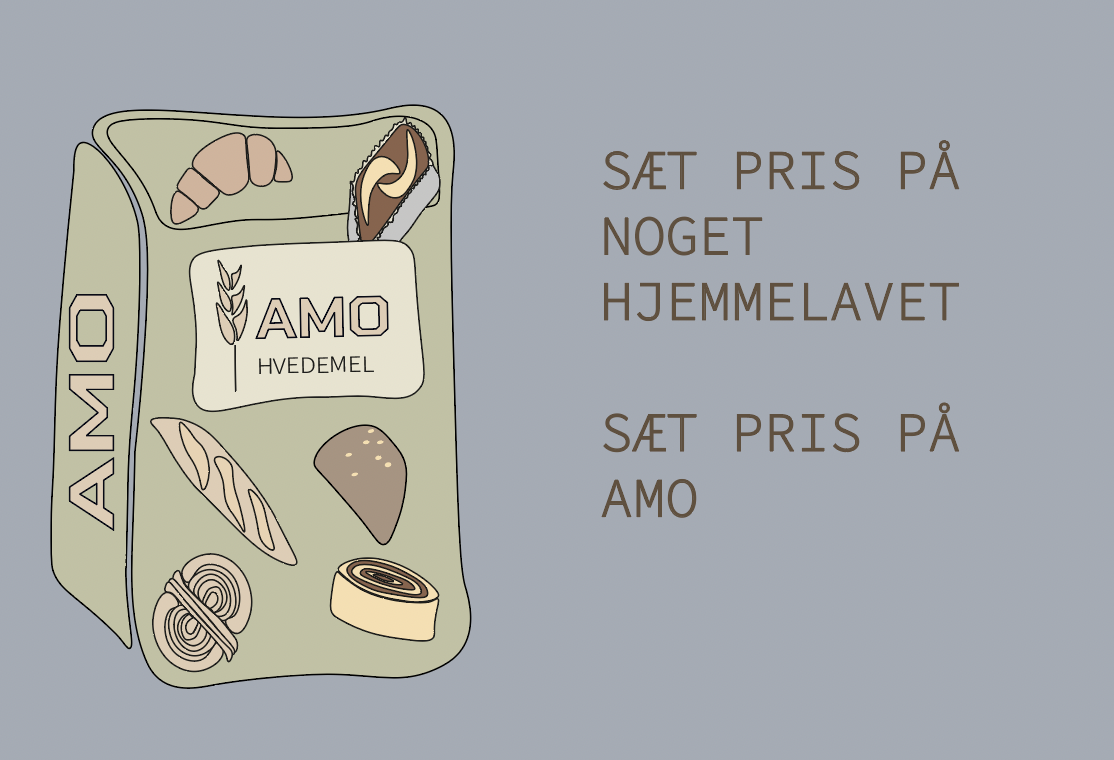 AMO
AMO
HVEDEMEL
SÆT PRIS PÅ
NOGET
HJEMMELAVET
SÆT PRIS PÅ
AMO